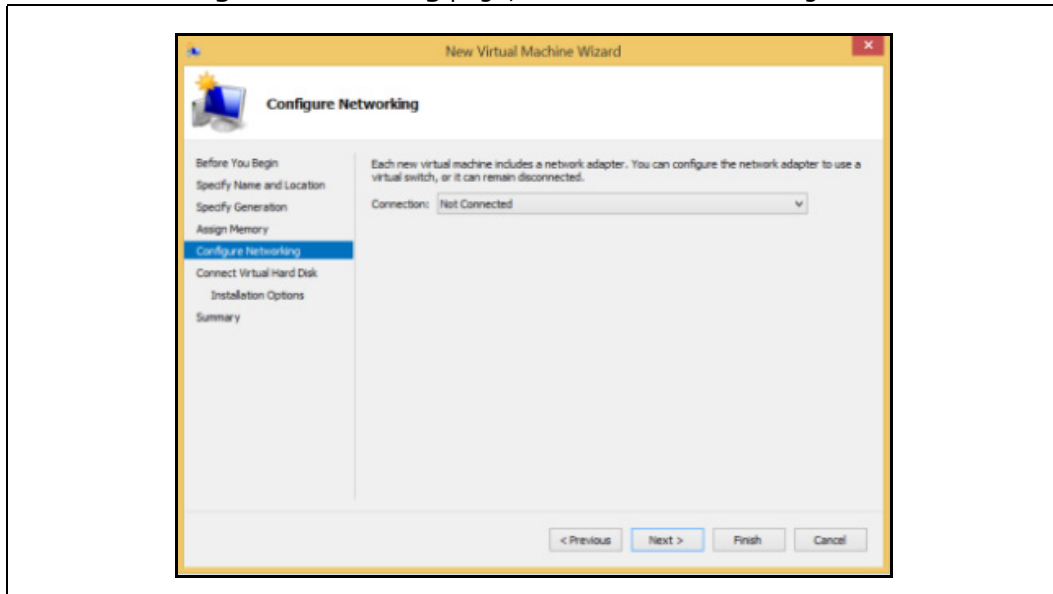 New Virtual Machine Wizard
Configure Networking
Before You Begin
Specify Name and Location
Specify Generation
Assign Memory
Configure Networking
Connect Virtual Hard Disk
Installation Options
Summary
Each new virtual machine includes a network adapter. You can configure the network adapter to use a
virtual switch, or it can remain disconnected.
Connection: Not Connected
< Previous Next > Finish Cancel